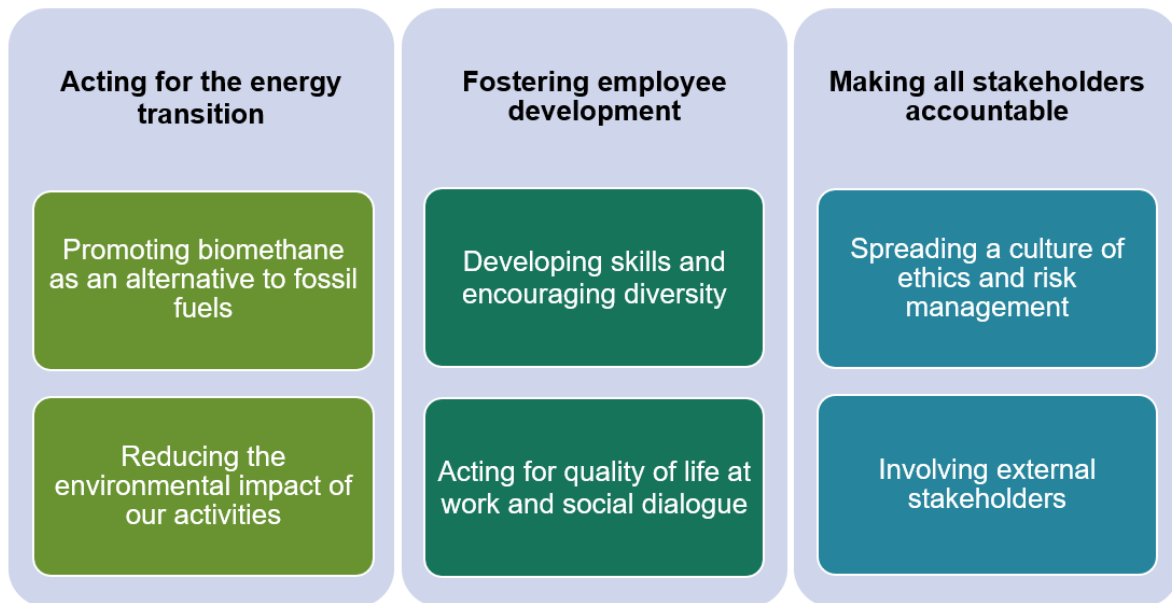 Acting for the energy
transition
Promoting biomethane
as an alternative to fossil
fuels
Reducing the
environmental impact of
our activities
Fostering employee
development
Developing skills and
encouraging diversity
Acting for quality of life at
work and social dialogue
Making all stakeholders
accountable
Spreading a culture of
ethics and risk
management
Involving external
stakeholders